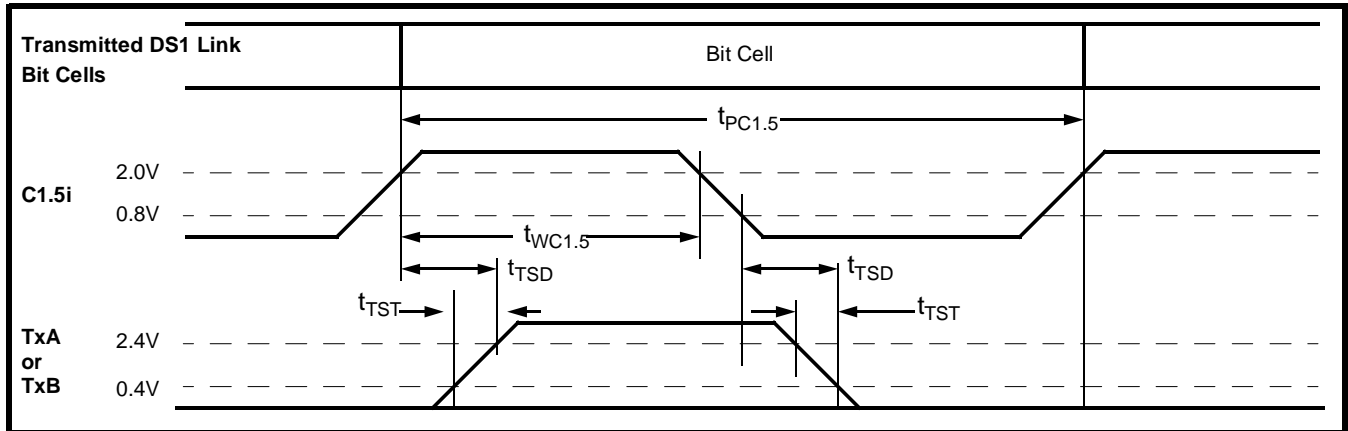 Transmitted DS1 Link
Bit Cells
Bit Cell
tPC1.5
2.0V
C1.5i
0.8V
tWC1.5
tTSD
tTSD
tTST
tTST
TxA
or
TxB
2.4V
0.4V